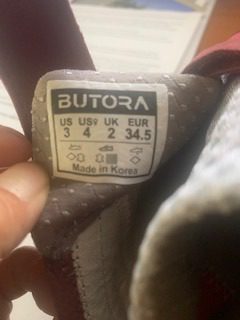 BUTORA
US US♀ UK EUR
3 4 2 34.5
Made in Korea